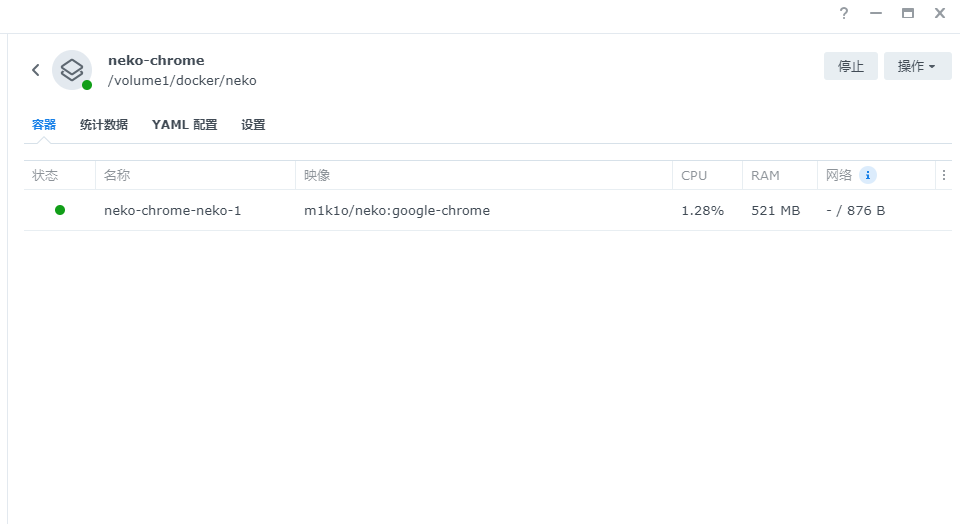 ?
neko-chrome
/volume1/docker/neko
停止
操作
容器 统计数据 YAML 配置 设置
状态 名称 映像 CPU RAM 网络 i
neko-chrome-neko-1 m1k1o/neko:google-chrome 1.28% 521 MB - / 876 B